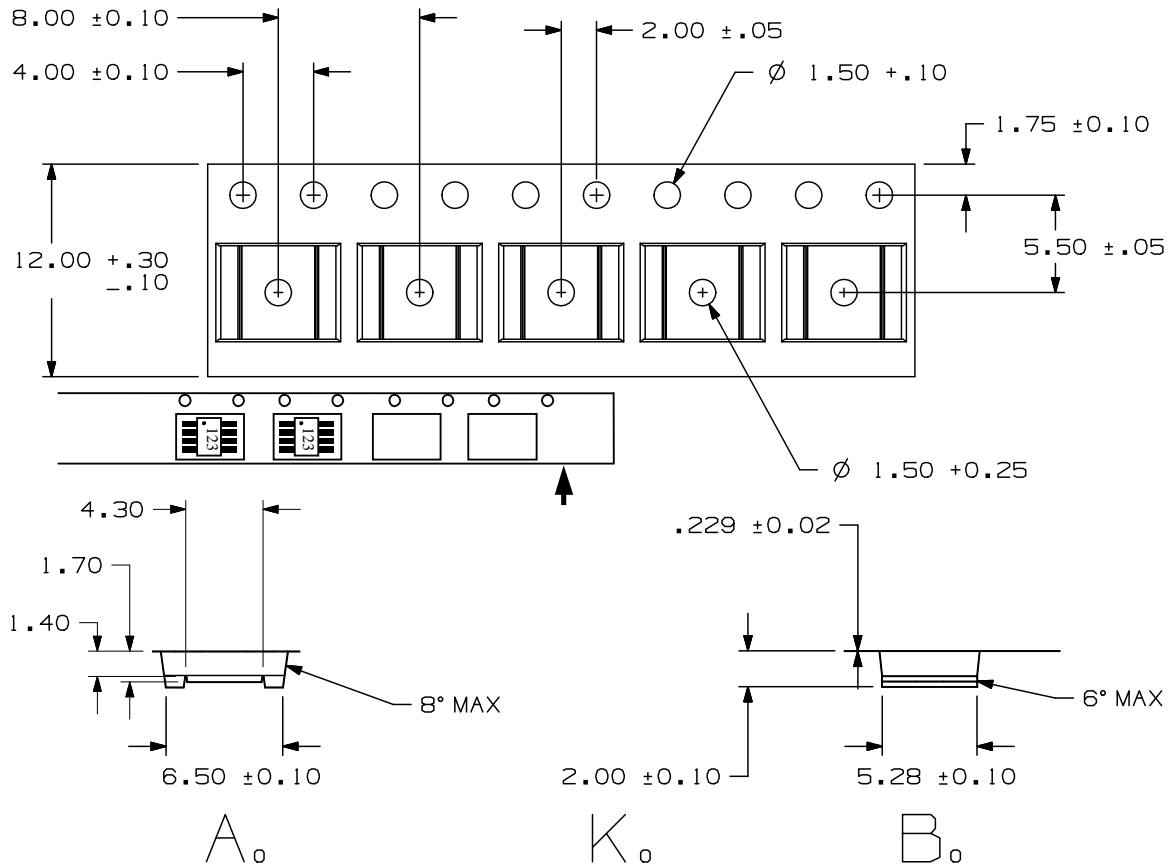 8.00 ±0.10
2.00 ±.05
4.00 ±0.10
Ø 1.50 +.10
1.75 ±0.10
12.00 +.30
-.10
5.50 ±.05
123
123
Ø 1.50 +0.25
4.30
.229 ±0.02
1.70
1.40
8° MAX
6° MAX
6.50 ±0.10
2.00 ±0.10
5.28 ±0.10
A₀
K₀
B₀